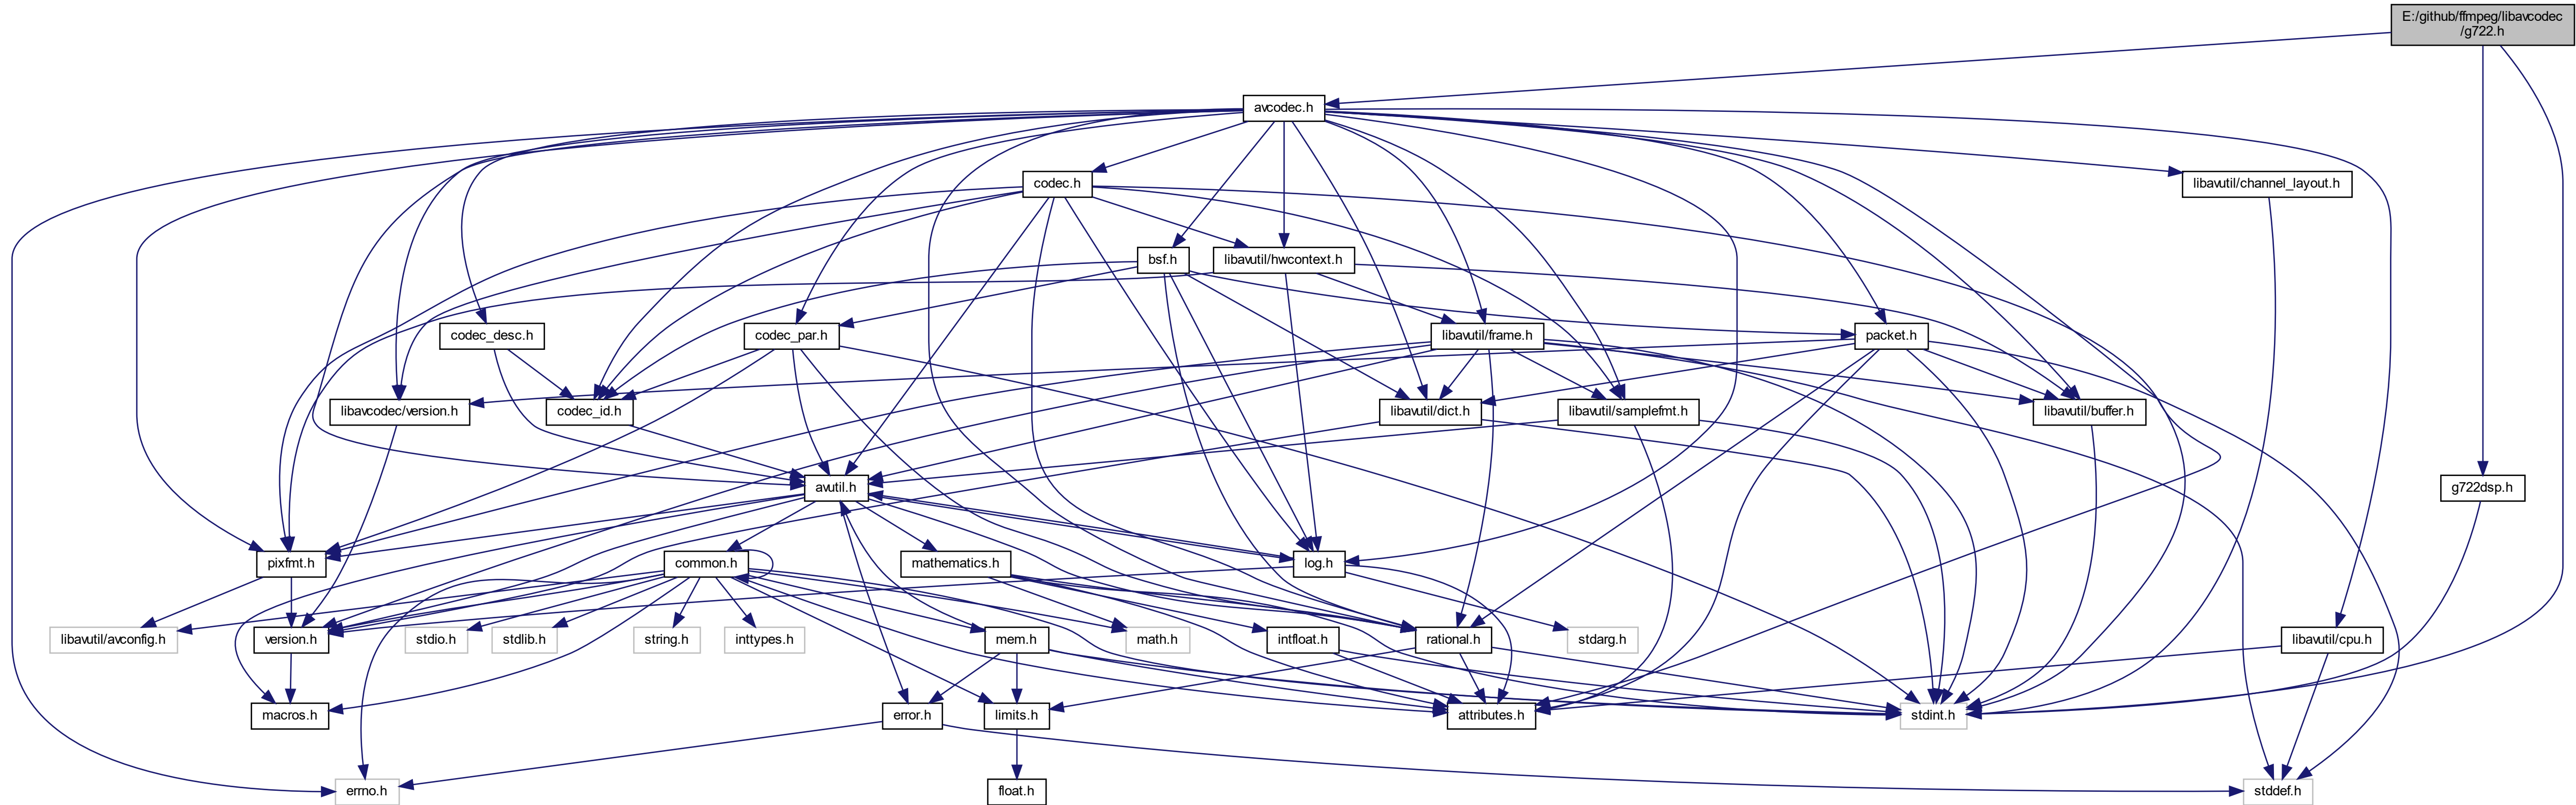 E:/github/ffmpeg/libavcodec
/g722.h
avcodec.h
codec.h
libavutil/channel_layout.h
bsf.h
libavutil/hwcontext.h
codec_desc.h
codec_par.h
libavutil/frame.h
packet.h
libavcodec/version.h
codec_id.h
libavutil/dict.h
libavutil/samplefmt.h
libavutil/buffer.h
avutil.h
g722dsp.h
pixfmt.h
common.h
mathematics.h
log.h
libavutil/avconfig.h
version.h
stdio.h
stdlib.h
string.h
inttypes.h
mem.h
math.h
intfloat.h
rational.h
stdarg.h
libavutil/cpu.h
macros.h
error.h
limits.h
attributes.h
stdint.h
errno.h
float.h
stddef.h